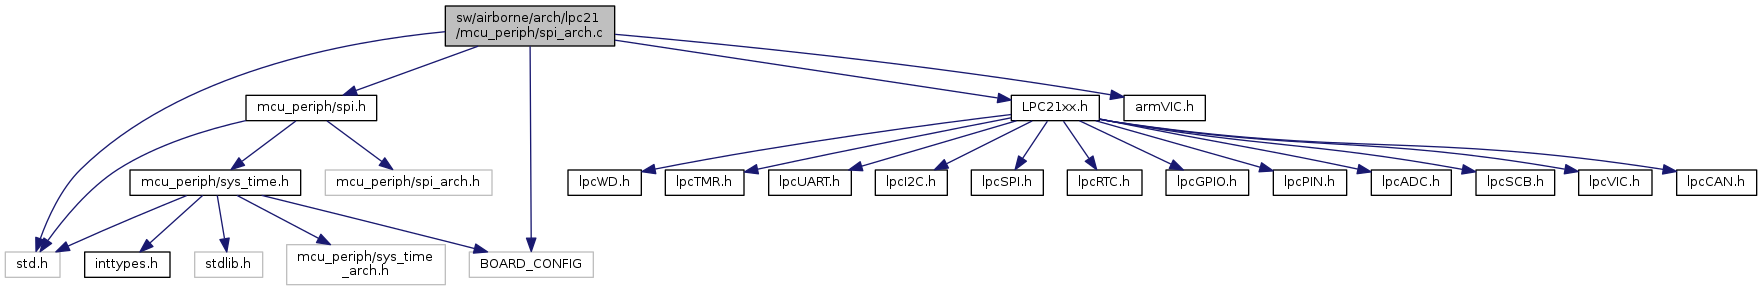 sw/airborne/arch/lpc21
/mcu_periph/spi_arch.c
mcu_periph/spi.h
LPC21xx.h
armVIC.h
mcu_periph/sys_time.h
mcu_periph/spi_arch.h
lpcWD.h
lpcTMR.h
lpcUART.h
lpcI2C.h
lpcSPI.h
lpcRTC.h
lpcGPIO.h
lpcPIN.h
lpcADC.h
lpcSCB.h
lpcVIC.h
lpcCAN.h
std.h
inttypes.h
stdlib.h
mcu_periph/sys_time
_arch.h
BOARD_CONFIG